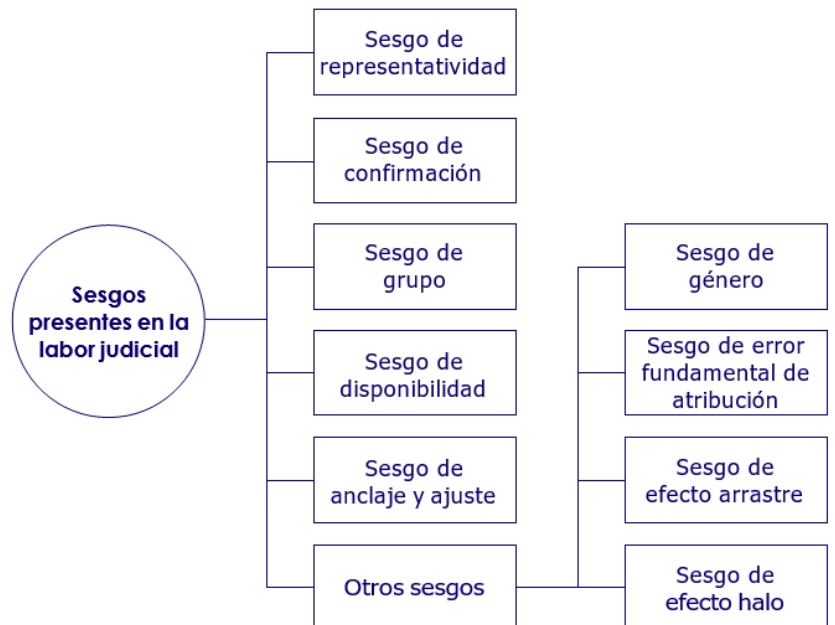 Sesgos
presentes en la
labor judicial
Sesgo de
representatividad
Sesgo de
confirmación
Sesgo de
grupo
Sesgo de
disponibilidad
Sesgo de
anclaje y ajuste
Otros sesgos
Sesgo de
género
Sesgo de error
fundamental de
atribución
Sesgo de
efecto arrastre
Sesgo de
efecto halo